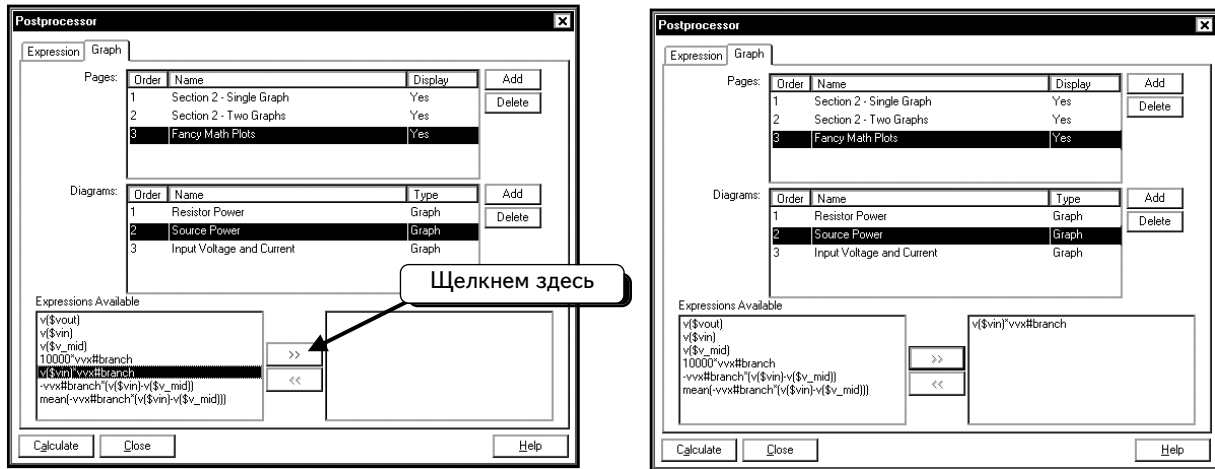 Postprocessor
Expression Graph
Pages:
Order Name Display
1 Section 2 - Single Graph Yes
2 Section 2 - Two Graphs Yes
3 Fancy Math Plots Yes
Add
Delete
Diagrams:
Order Name Type
1 Resistor Power Graph
2 Source Power Graph
3 Input Voltage and Current Graph
Add
Delete
Щелкнем здесь
Expressions Available
v($vout)
v($vin)
v($v_mid)
10000*vvx#branch
v($vin)*vvx#branch
-vvx#branch*(v($vin)-v($v_mid))
mean(-vvx#branch*(v($vin)-v($v_mid)))
>>
<<
Calculate Close Help
Postprocessor
Expression Graph
Pages:
Order Name Display
1 Section 2 - Single Graph Yes
2 Section 2 - Two Graphs Yes
3 Fancy Math Plots Yes
Add
Delete
Diagrams:
Order Name Type
1 Resistor Power Graph
2 Source Power Graph
3 Input Voltage and Current Graph
Add
Delete
Expressions Available
v($vout)
v($vin)
v($v_mid)
10000*vvx#branch
-vvx#branch*(v($vin)-v($v_mid))
mean(-vvx#branch*(v($vin)-v($v_mid)))
>>
<<
v($vin)*vvx#branch
Calculate Close Help